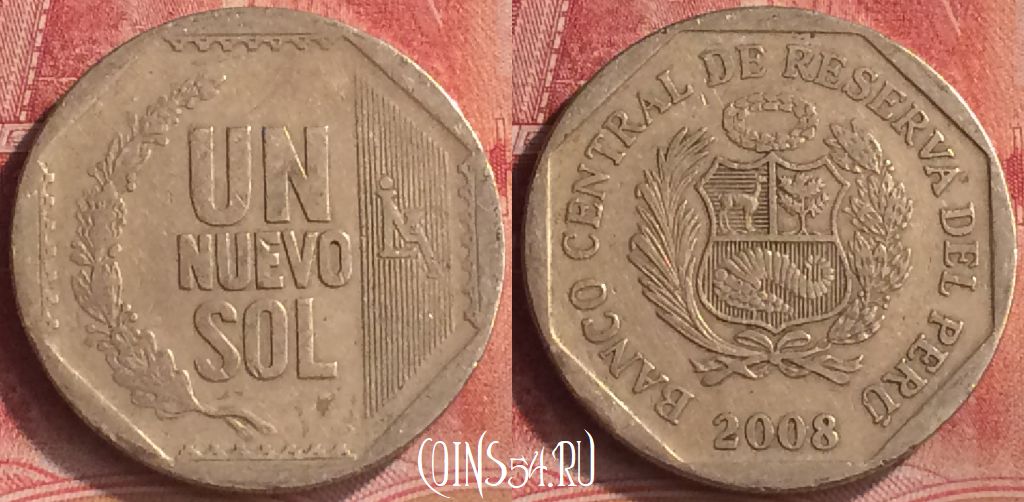 UN
NUEVO
SOL
BANCO CENTRAL DE RESERVA DEL PERÚ
2008
COINS54.RU